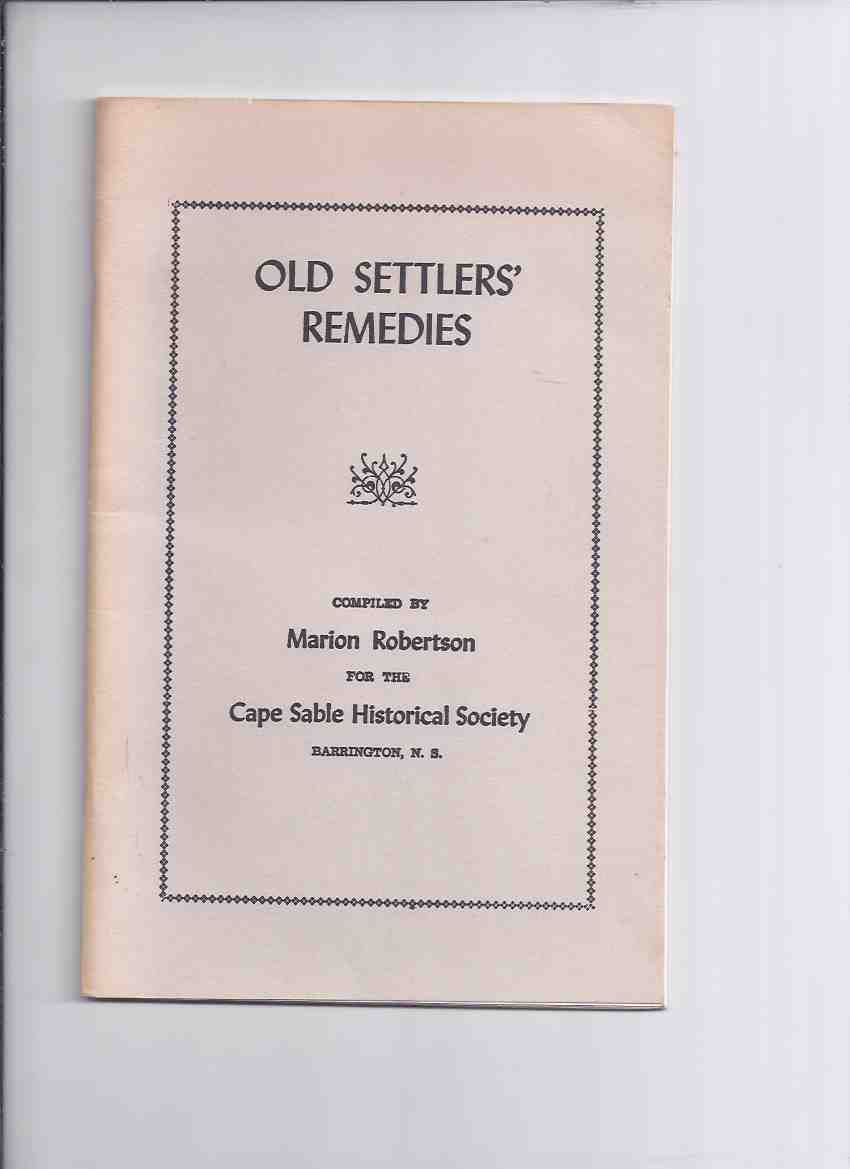 OLD SETTLERS'
REMEDIES
COMPILED BY
Marion Robertson
FOR THE
Cape Sable Historical Society
BARRINGTON, N. S.